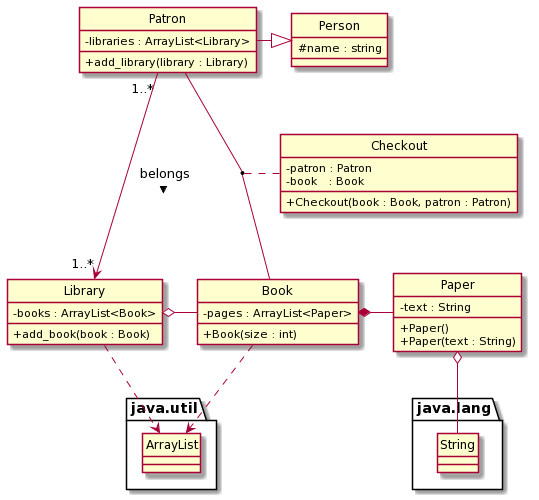 Patron
-libraries : ArrayList<Library>
+add_library(library : Library)
Person
#name : string
1..*
Checkout
-patron : Patron
-book : Book
+Checkout(book : Book, patron : Patron)
belongs
▼
1..*
Library
-books : ArrayList<Book>
+add_book(book : Book)
Book
-pages : ArrayList<Paper>
+Book(size : int)
Paper
-text : String
+Paper()
+Paper(text : String)
java.util
ArrayList
java.lang
String